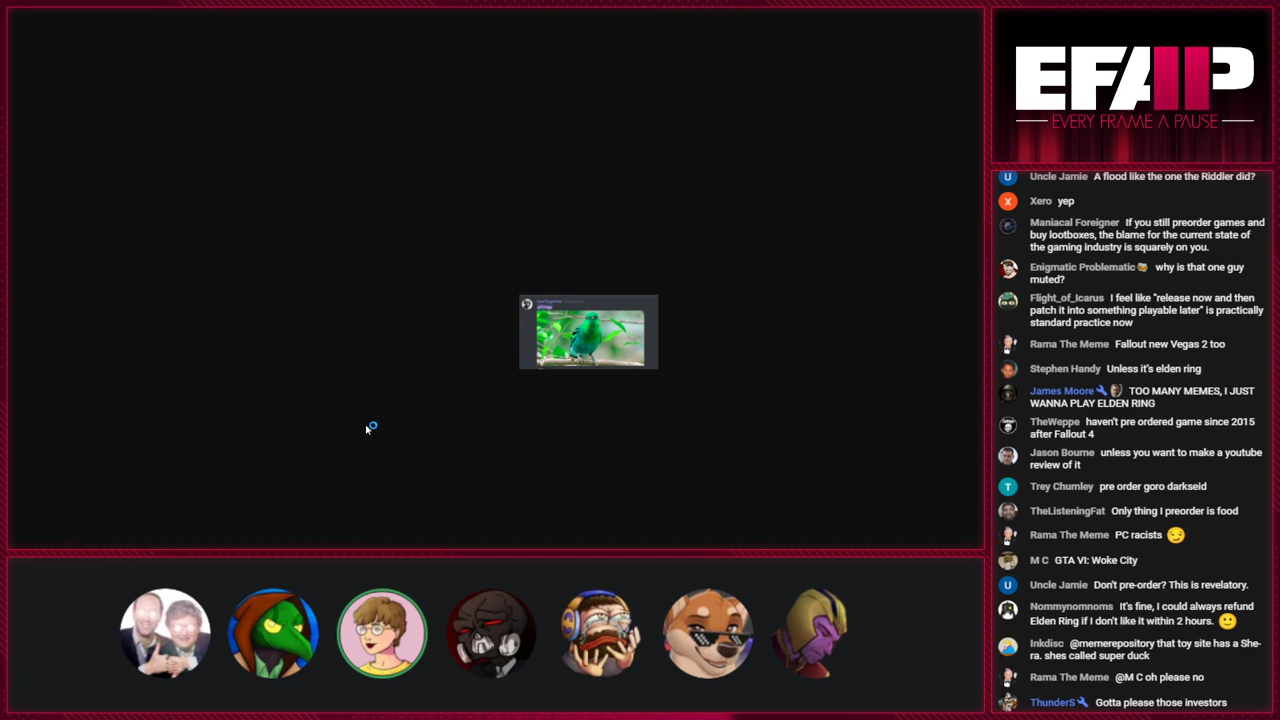 EFAP
EVERY FRAME A PAUSE
Uncle Jamie A flood like the one the Riddler did?
Xero yep
Maniacal Foreigner If you still preorder games and
buy lootboxes, the blame for the current state of
the gaming industry is squarely on you.
Enigmatic Problematic why is that one guy
muted?
Flight_of_Icarus I feel like "release now and then
patch it into something playable later" is practically
standard practice now
Rama The Meme Fallout new Vegas 2 too
Stephen Handy Unless it's elden ring
James Moore TOO MANY MEMES, I JUST
WANNA PLAY ELDEN RING
TheWeppe haven't pre ordered game since 2015
after Fallout 4
Jason Bourne unless you want to make a youtube
review of it
Trey Chumley pre order goro darkseid
TheListeningFat Only thing I preorder is food
Rama The Meme PC racists
M C GTA VI: Woke City
Uncle Jamie Don't pre-order? This is revelatory.
Nommynomnoms It's fine, I could always refund
Elden Ring if I don't like it within 2 hours.
Inkdisc @memerepository that toy site has a She-
ra. shes called super duck
Rama The Meme @M C oh please no
ThunderS Gotta please those investors